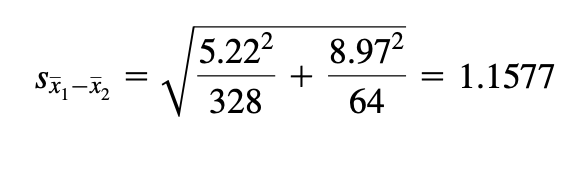 s_{x̄₁−x̄₂} = √(5.22²/328 + 8.97²/64) = 1.1577